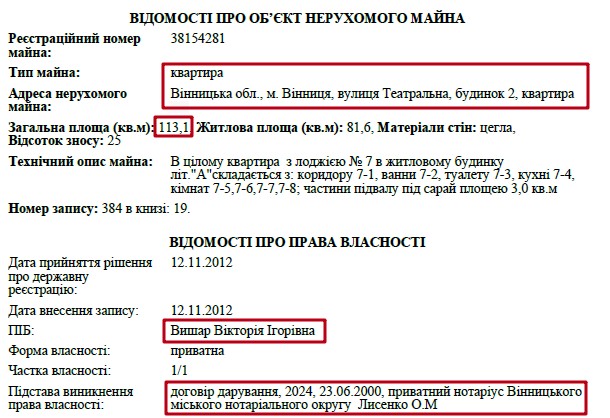 ВІДОМОСТІ ПРО ОБ’ЄКТ НЕРУХОМОГО МАЙНА
Реєстраційний номер майна: 38154281
Тип майна: квартира
Адреса нерухомого майна: Вінницька обл., м. Вінниця, вулиця Театральна, будинок 2, квартира
Загальна площа (кв.м): 113,1 Житлова площа (кв.м): 81,6, Матеріали стін: цегла,
Відсоток зносу: 25
Технічний опис майна: В цілому квартира з лоджією № 7 в житловому будинку
літ."А"складається з: коридору 7-1, ванни 7-2, туалету 7-3, кухні 7-4,
кімнат 7-5,7-6,7-7,7-8; частини підвалу під сарай площею 3,0 кв.м
Номер запису: 384 в книзі: 19.
ВІДОМОСТІ ПРО ПРАВА ВЛАСНОСТІ
Дата прийняття рішення про державну реєстрацію: 12.11.2012
Дата внесення запису: 12.11.2012
ПІБ: Вишар Вікторія Ігорівна
Форма власності: приватна
Частка власності: 1/1
Підстава виникнення права власності: договір дарування, 2024, 23.06.2000, приватний нотаріус Вінницького
міського нотаріального округу Лисенко О.М